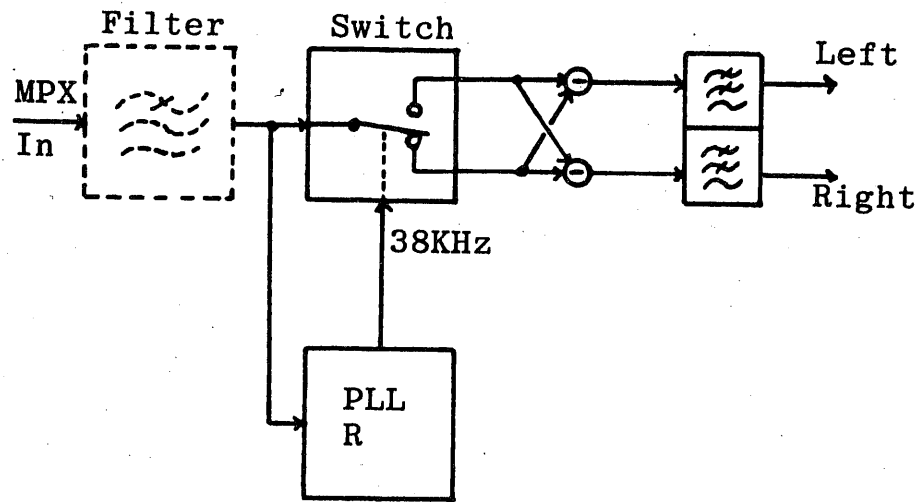 Filter
Switch
MPX
In
Left
Right
38KHz
PLL
R